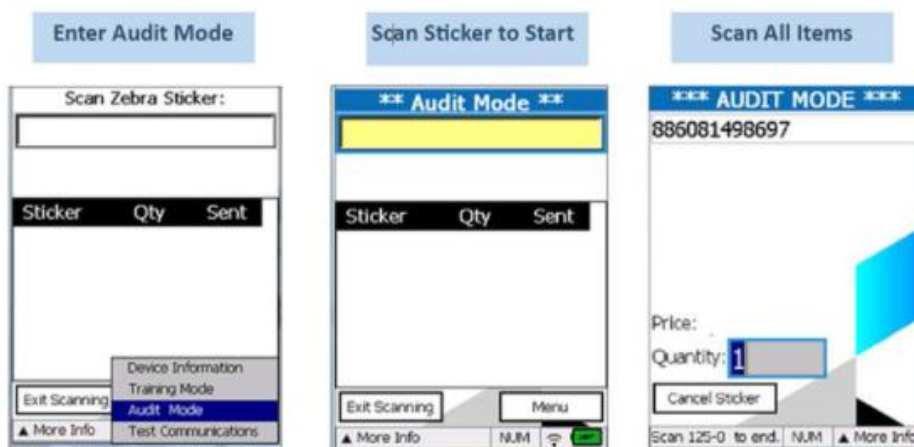 Enter Audit Mode
Scan Zebra Sticker:
Sticker Qty Sent
Device Information
Training Mode
Exit Scanning
Audit Mode
▲ More Info
Test Communications
Scan Sticker to Start
** Audit Mode **
Sticker Qty Sent
Exit Scanning Menu
▲ More Info NUM
Scan All Items
*** AUDIT MODE ***
886081498697
Price:
Quantity: 1
Cancel Sticker
Scan 125-0 to end. NUM ▲ More Info